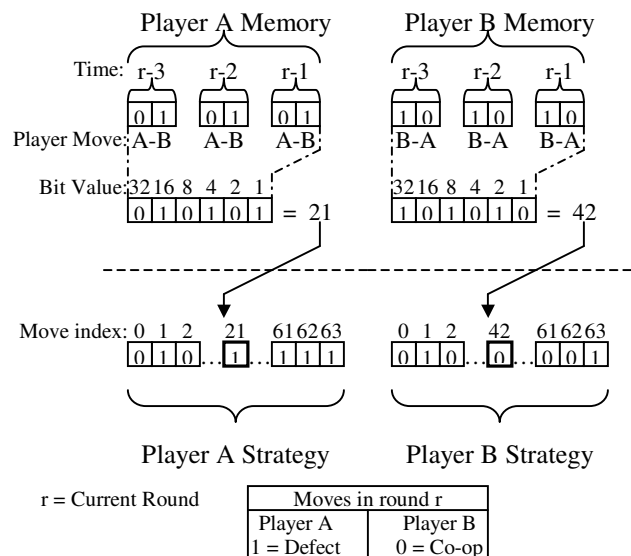 Player A Memory Player B Memory
Time: r-3 r-2 r-1 r-3 r-2 r-1
0 1 0 1 0 1 1 0 1 0 1 0
Player Move: A-B A-B A-B B-A B-A B-A
Bit Value: 32 16 8 4 2 1 32 16 8 4 2 1
0 1 0 1 0 1 = 21 1 0 1 0 1 0 = 42
Move index: 0 1 2 21 61 62 63 0 1 2 42 61 62 63
0 1 0 ... 1 ... 1 1 1 0 1 0 ... 0 ... 0 0 1
Player A Strategy Player B Strategy
r = Current Round Moves in round r
Player A Player B
1 = Defect 0 = Co-op